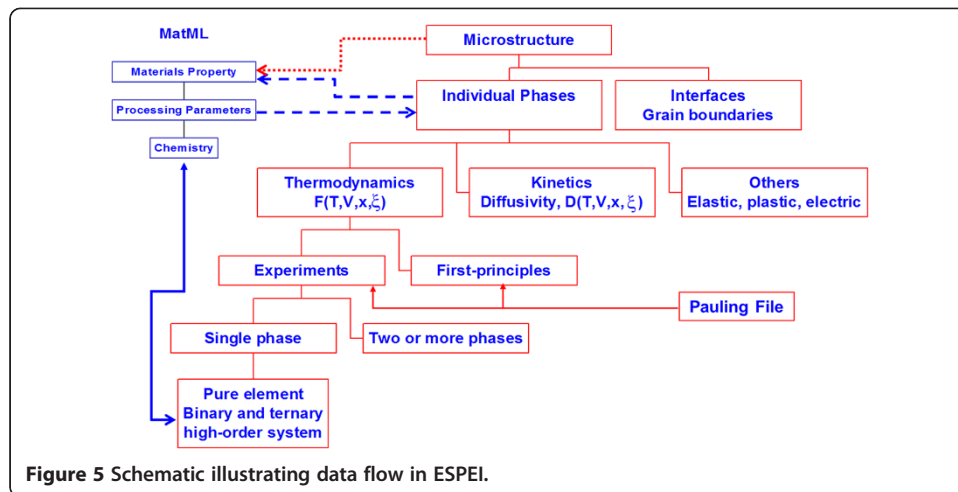 MatML
Microstructure
Materials Property
Individual Phases
Interfaces
Grain boundaries
Processing Parameters
Chemistry
Thermodynamics
F(T,V,x,ξ)
Kinetics
Diffusivity, D(T,V,x, ξ)
Others
Elastic, plastic, electric
Experiments
First-principles
Pauling File
Single phase
Two or more phases
Pure element
Binary and ternary
high-order system
Figure 5 Schematic illustrating data flow in ESPEI.